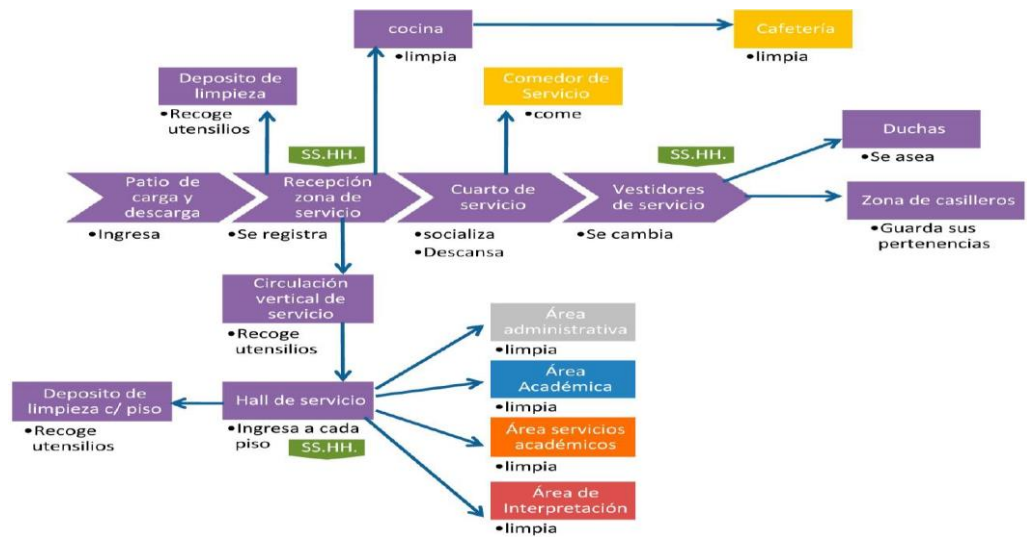 cocina
•limpia
Cafetería
•limpia
Deposito de
limpieza
•Recoge
utensilios
Comedor de
Servicio
•come
Duchas
•Se asea
SS.HH.
SS.HH.
Patio de
carga y
descarga
•Ingresa
Recepción
zona de
servicio
•Se registra
Cuarto de
servicio
•socializa
•Descansa
Vestidores
de servicio
•Se cambia
Zona de casilleros
•Guarda sus
pertenencias
Circulación
vertical de
servicio
•Recoge
utensilios
Área
administrativa
•limpia
Área
Académica
•limpia
Deposito de
limpieza c/ piso
•Recoge
utensilios
Hall de servicio
•Ingresa a cada
piso
SS.HH.
Área servicios
académicos
•limpia
Área de
Interpretación
•limpia